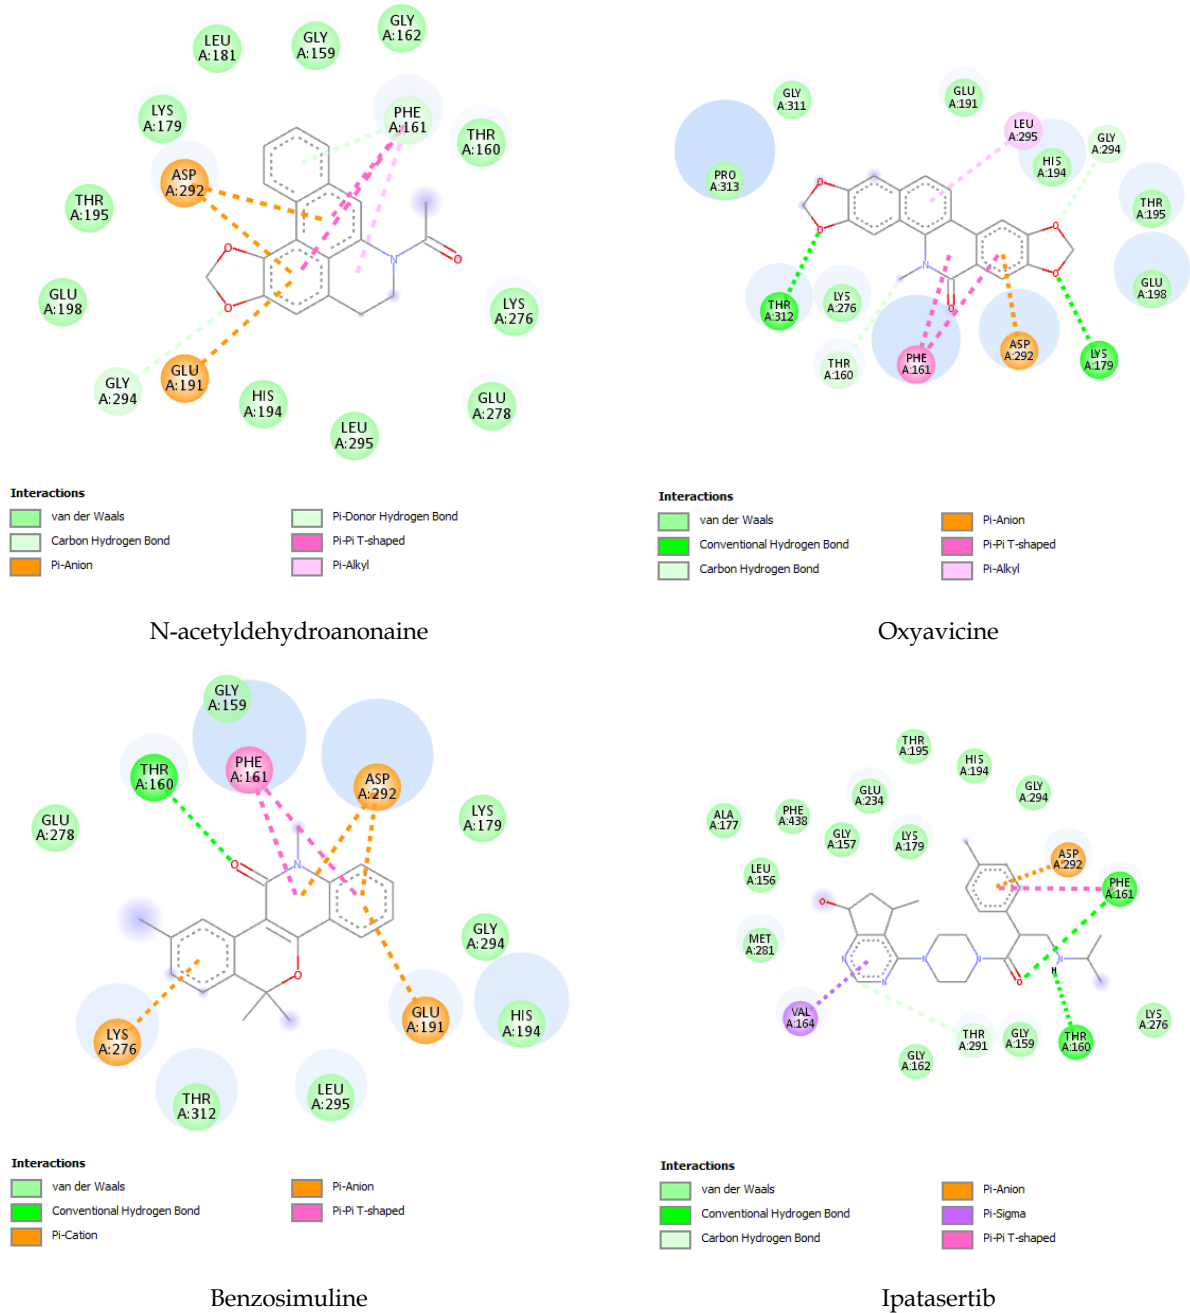 GLY
A:162
LEU
A:181
GLY
A:159
LYS
A:179
PHE
A:161
THR
A:160
ASP
A:292
THR
A:195
N
O
O
O
GLU
A:198
LYS
A:276
GLY
A:294
GLU
A:191
HIS
A:194
LEU
A:295
GLU
A:278
Interactions
van der Waals
Carbon Hydrogen Bond
Pi-Anion
Pi-Donor Hydrogen Bond
Pi-Pi T-shaped
Pi-Alkyl
N-acetyldehydroanonaine
GLY
A:311
GLU
A:191
LEU
A:295
GLY
A:294
PRO
A:313
HIS
A:194
THR
A:195
O
O
O
O
N
O
GLU
A:198
THR
A:312
LYS
A:276
THR
A:160
PHE
A:161
ASP
A:292
LYS
A:179
Interactions
van der Waals
Conventional Hydrogen Bond
Carbon Hydrogen Bond
Pi-Anion
Pi-Pi T-shaped
Pi-Alkyl
Oxyavicine
GLY
A:159
THR
A:160
PHE
A:161
ASP
A:292
GLU
A:278
LYS
A:179
O
N
O
GLY
A:294
LYS
A:276
GLU
A:191
HIS
A:194
THR
A:312
LEU
A:295
Interactions
van der Waals
Conventional Hydrogen Bond
Pi-Cation
Pi-Anion
Pi-Pi T-shaped
Benzosimuline
THR
A:195
HIS
A:194
GLY
A:294
GLU
A:234
ALA
A:177
PHE
A:438
GLY
A:157
LYS
A:179
ASP
A:292
PHE
A:161
LEU
A:156
MET
A:281
O
N
N
N
N
O
N
H
VAL
A:164
GLY
A:162
THR
A:291
GLY
A:159
THR
A:160
LYS
A:276
Interactions
van der Waals
Conventional Hydrogen Bond
Carbon Hydrogen Bond
Pi-Anion
Pi-Sigma
Pi-Pi T-shaped
Ipatasertib